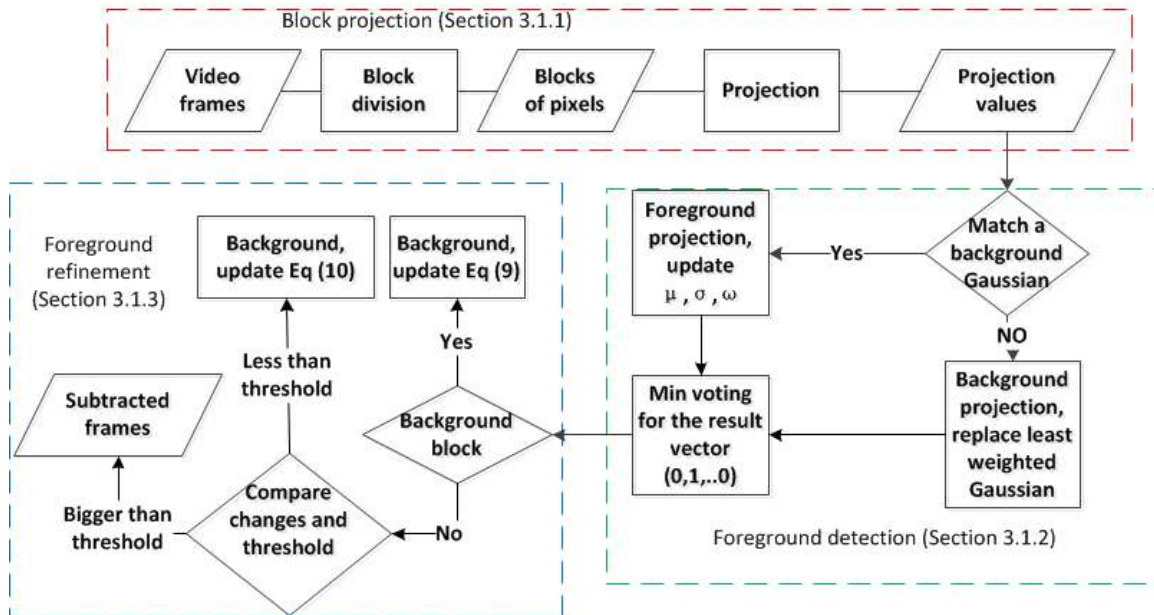 Block projection (Section 3.1.1)
Video
frames
Block
division
Blocks
of pixels
Projection
Projection
values
Foreground
refinement
(Section 3.1.3)
Background,
update Eq (10)
Background,
update Eq (9)
Foreground
projection,
update
μ , σ , ω
Yes
Match a
background
Gaussian
Yes
NO
Less than
threshold
Subtracted
frames
Background
block
Min voting
for the result
vector
(0,1,..0)
Background
projection,
replace least
weighted
Gaussian
Bigger than
threshold
Compare
changes and
threshold
No
Foreground detection (Section 3.1.2)